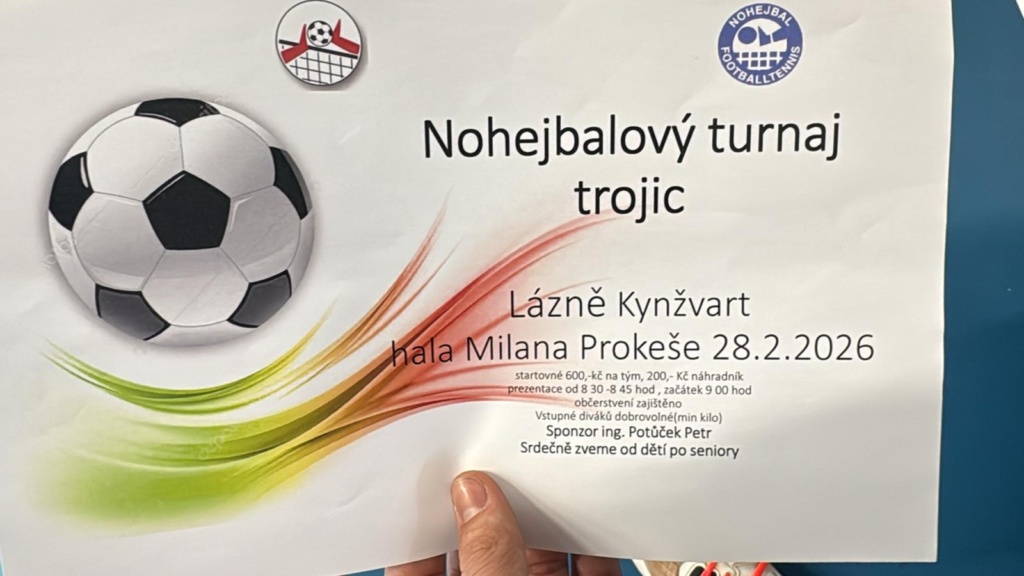 NOHEJBAL
FOOTBALLTENNIS
Nohejbalový turnaj
trojic
Lázně Kynžvart
hala Milana Prokeše 28.2.2026
startovné 600,-kč na tým, 200,- Kč náhradník
prezentace od 8 30 -8 45 hod , začátek 9 00 hod
občerstvení zajištěno
Vstupné diváků dobrovolné(min kilo)
Sponzor ing. Potůček Petr
Srdečně zveme od dětí po seniory